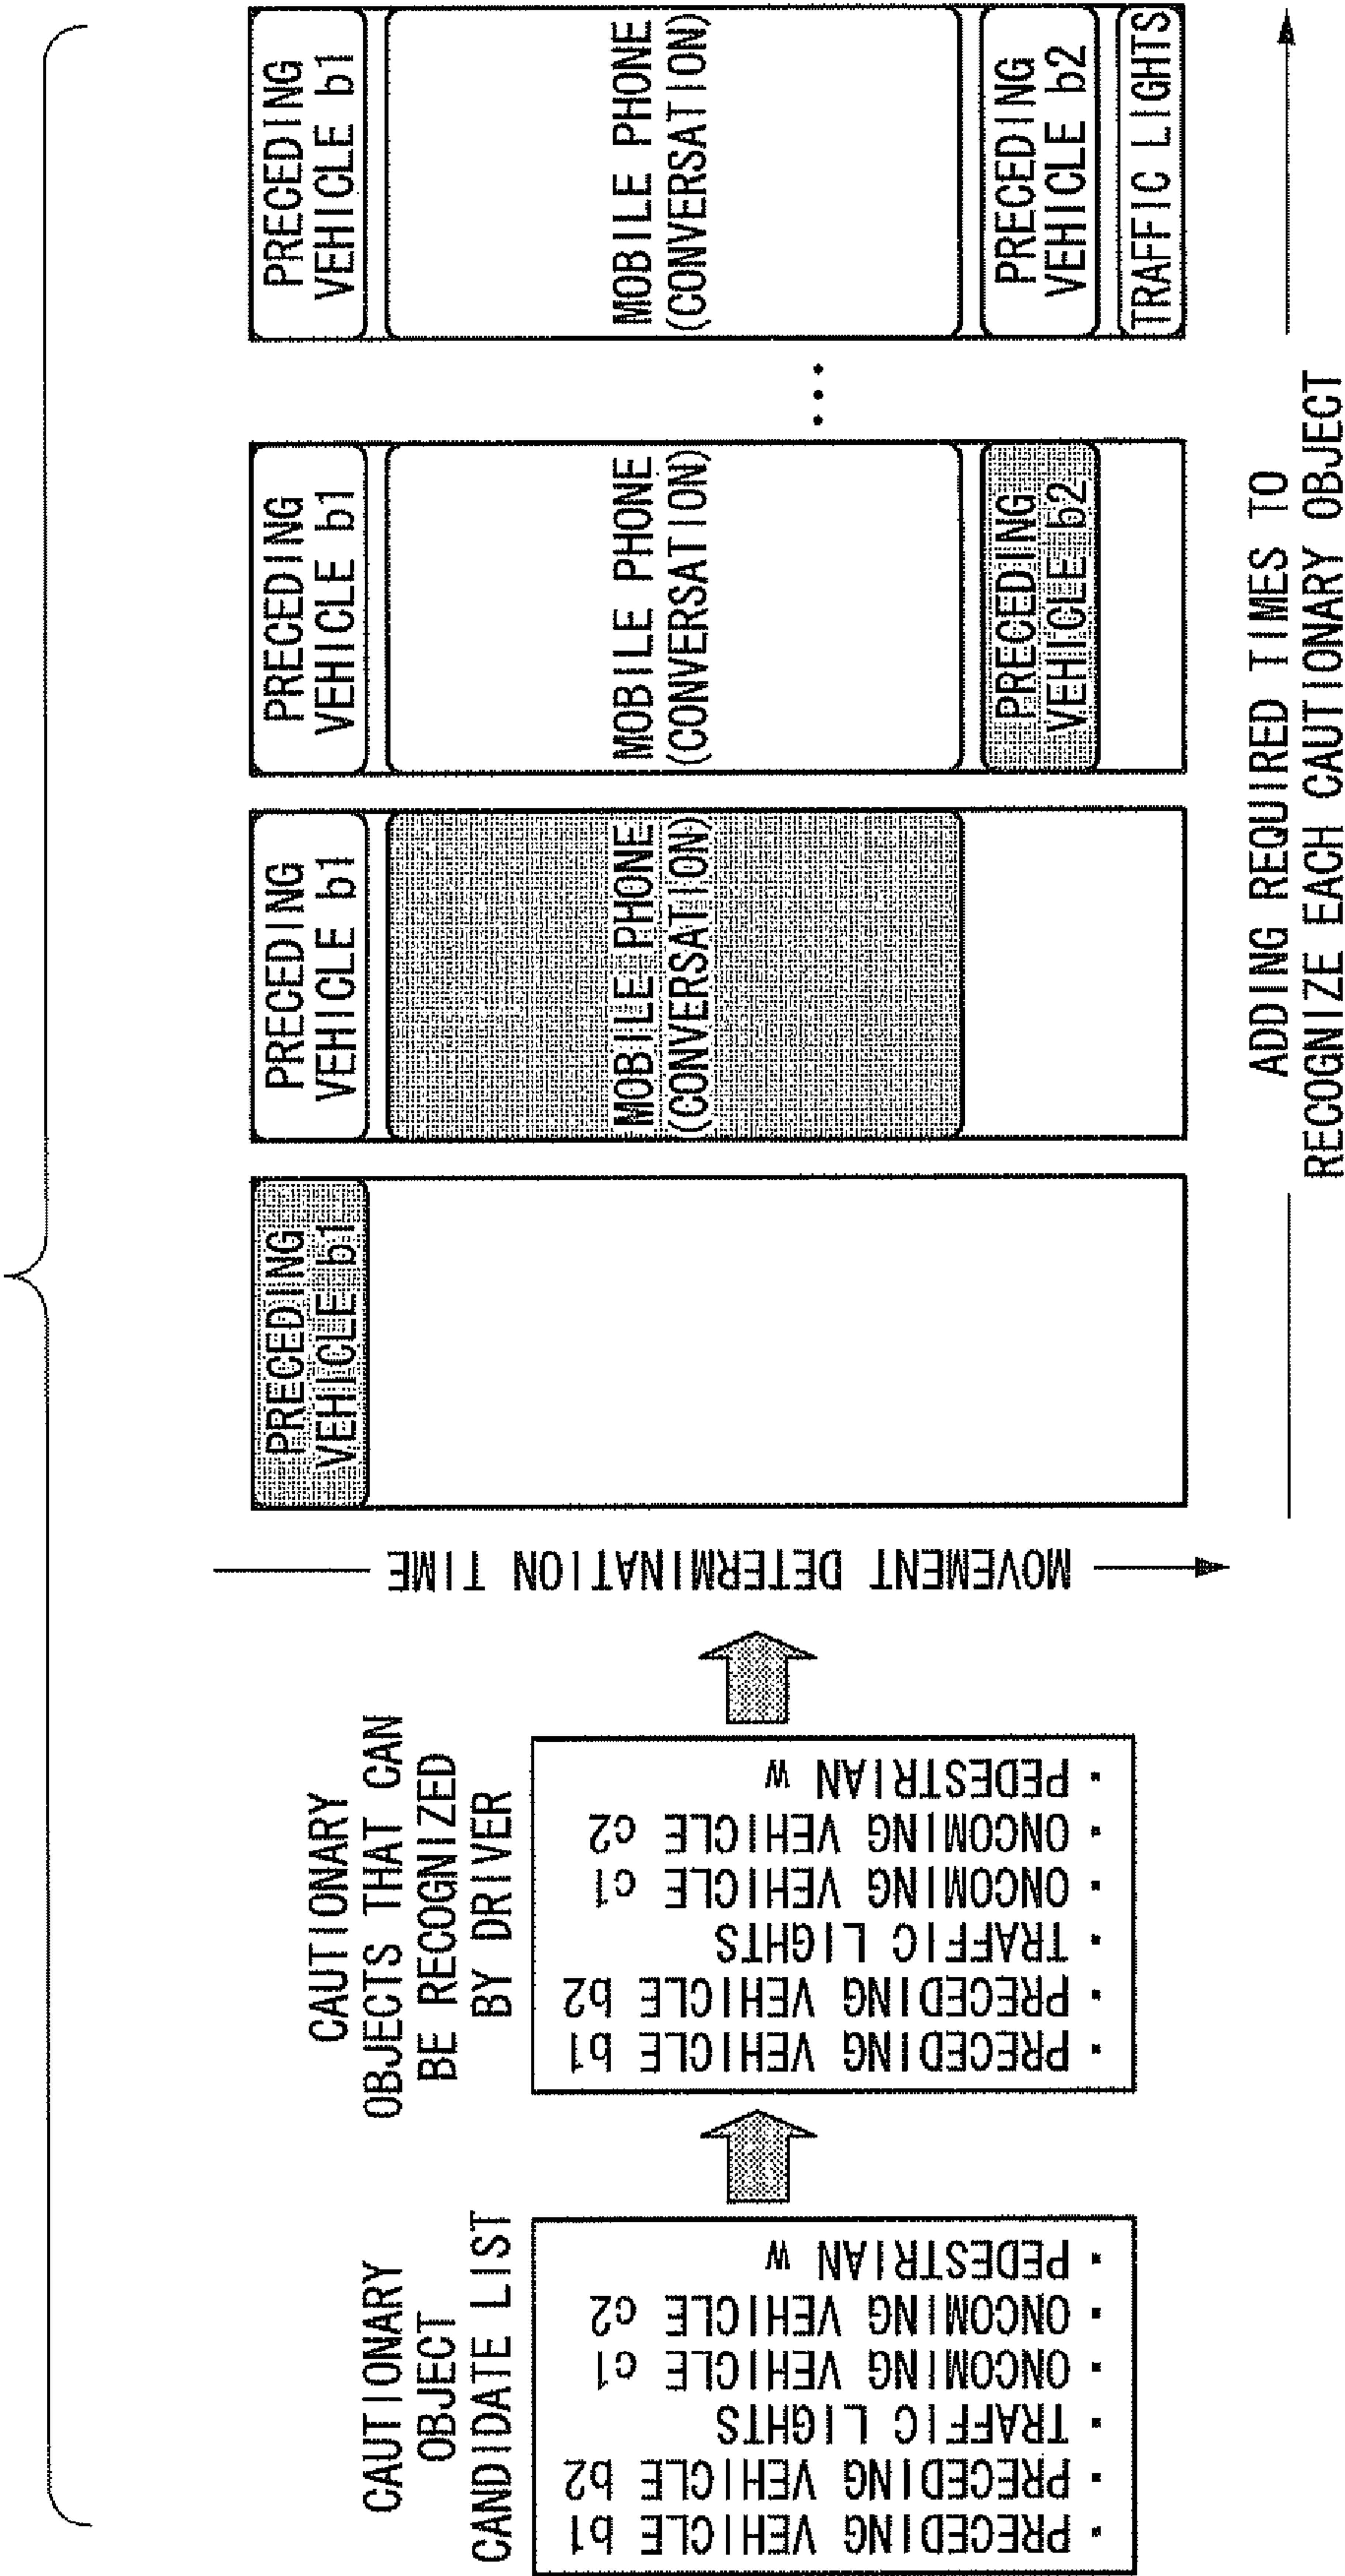 CAUTIONARY
OBJECT
CANDIDATE LIST
· PRECEDING VEHICLE b1
· PRECEDING VEHICLE b2
· TRAFFIC LIGHTS
· ONCOMING VEHICLE c1
· ONCOMING VEHICLE c2
· PEDESTRIAN w
CAUTIONARY
OBJECTS THAT CAN
BE RECOGNIZED
BY DRIVER
· PRECEDING VEHICLE b1
· PRECEDING VEHICLE b2
· TRAFFIC LIGHTS
· ONCOMING VEHICLE c1
· ONCOMING VEHICLE c2
· PEDESTRIAN w
MOVEMENT DETERMINATION TIME
PRECEDING
VEHICLE b1
PRECEDING
VEHICLE b1
MOBILE PHONE
(CONVERSATION)
PRECEDING
VEHICLE b1
MOBILE PHONE
(CONVERSATION)
PRECEDING
VEHICLE b2
...
PRECEDING
VEHICLE b1
MOBILE PHONE
(CONVERSATION)
PRECEDING
VEHICLE b2
TRAFFIC LIGHTS
ADDING REQUIRED TIMES TO
RECOGNIZE EACH CAUTIONARY OBJECT